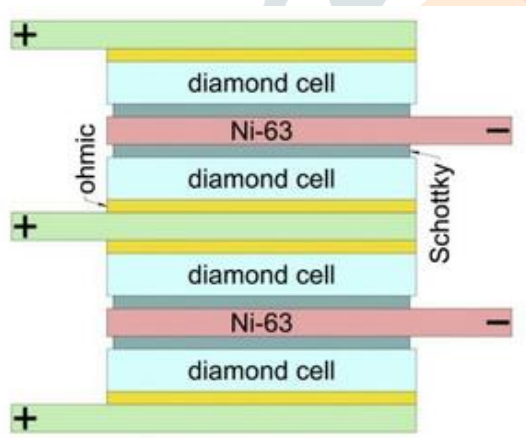 +
diamond cell
Ni-63
−
ohmic
Schottky
diamond cell
+
diamond cell
Ni-63
−
diamond cell
+